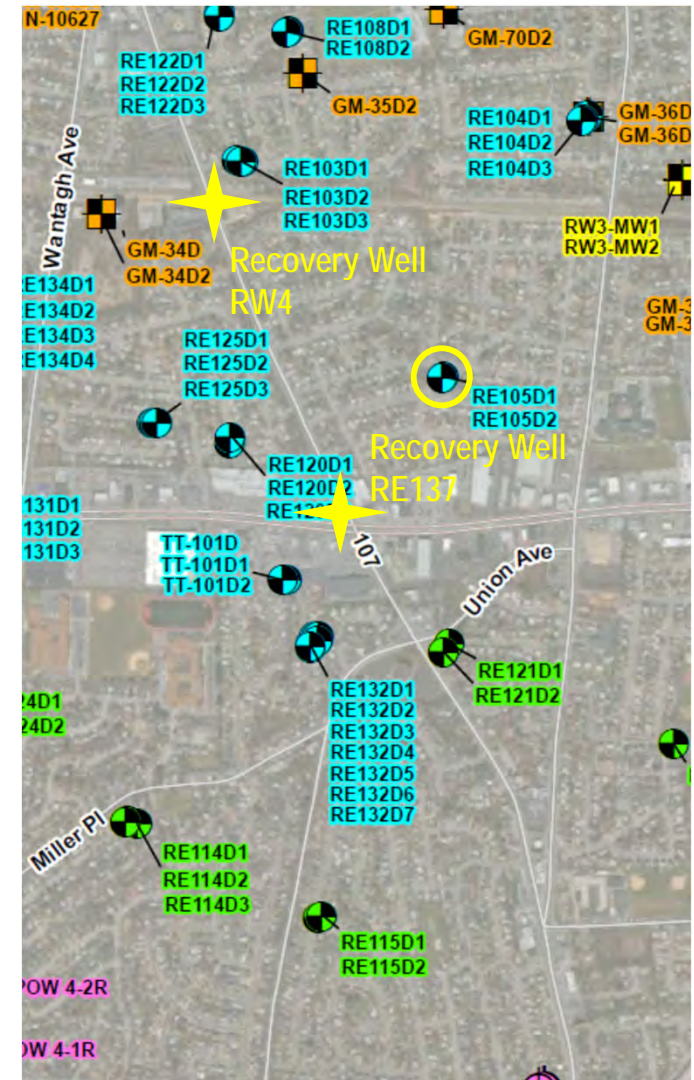 N-10627
RE108D1
RE108D2
GM-70D2
RE122D1
RE122D2
RE122D3
GM-35D2
RE104D1
RE104D2
RE104D3
GM-36D
GM-36D
Wantagh Ave
RE103D1
RE103D2
RE103D3
RW3-MW1
RW3-MW2
GM-34D
GM-34D2
Recovery Well
RW4
RE134D1
RE134D2
RE134D3
RE134D4
GM-3
GM-3
RE125D1
RE125D2
RE125D3
RE105D1
RE105D2
Recovery Well
RE137
RE120D1
RE120D2
131D1
131D2
131D3
TT-101D
TT-101D1
TT-101D2
107
Union Ave
RE121D1
RE121D2
RE132D1
RE132D2
RE132D3
RE132D4
RE132D5
RE132D6
RE132D7
24D1
24D2
Miller Pl
RE114D1
RE114D2
RE114D3
RE115D1
RE115D2
POW 4-2R
OW 4-1R